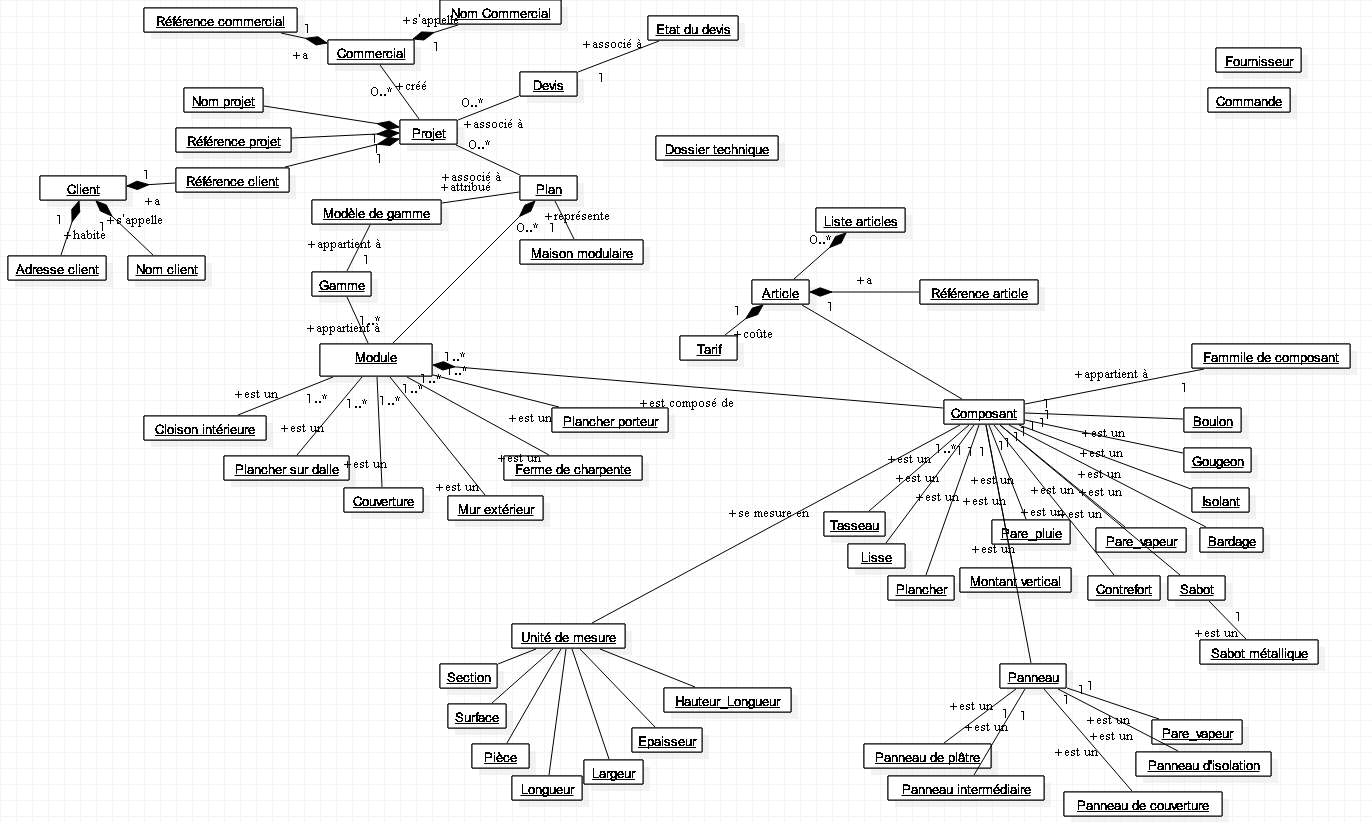 Nom Commercial
Référence commercial
+s'appelle
1
1
Etat du devis
+associé à
+a
Commercial
Fournisseur
1
Devis
+créé
0..*
Commande
Nom projet
0..*
+associé à
Projet
Référence projet
1
0..*
Dossier technique
1
1
Référence client
+associé à
+attribué
Client
Plan
+a
Modèle de gamme
+représente
1
1
+s'appelle
0..*
1
Liste articles
+habite
0..*
+appartient à
Maison modulaire
1
Adresse client
Nom client
Gamme
+a
Article
Référence article
1
1
1..*
+appartient à
+coûte
Tarif
Module
1..*
Fammile de composant
1..*
+appartient à
1..*
1
1..*
+est un
1..*
1..*
1..*
+est composé de
1
Composant
1
+est un
Plancher porteur
Boulon
1
Cloison intérieure
+est un
1
1
+est un
1
1
1..*
1
1
1
+est un
+est un
+est un
Gougeon
+est un
Plancher sur dalle
Ferme de charpente
+est un
+est un
+est un
+est un
+est un
+est un
+est un
Couverture
+est un
+est un
Isolant
Mur extérieur
+se mesure en
+est un
+est un
Tasseau
Pare_pluie
Pare_vapeur
Bardage
+est un
Lisse
Montant vertical
Plancher
Contrefort
Sabot
1
+est un
Unité de mesure
Sabot métallique
Section
Panneau
1
1
Hauteur_Longueur
1
+est un
Surface
1
1
+est un
+est un
Pare_vapeur
Epaisseur
+est un
Pièce
+est un
Panneau de plâtre
Panneau d'isolation
Largeur
Longueur
Panneau intermédiaire
Panneau de couverture